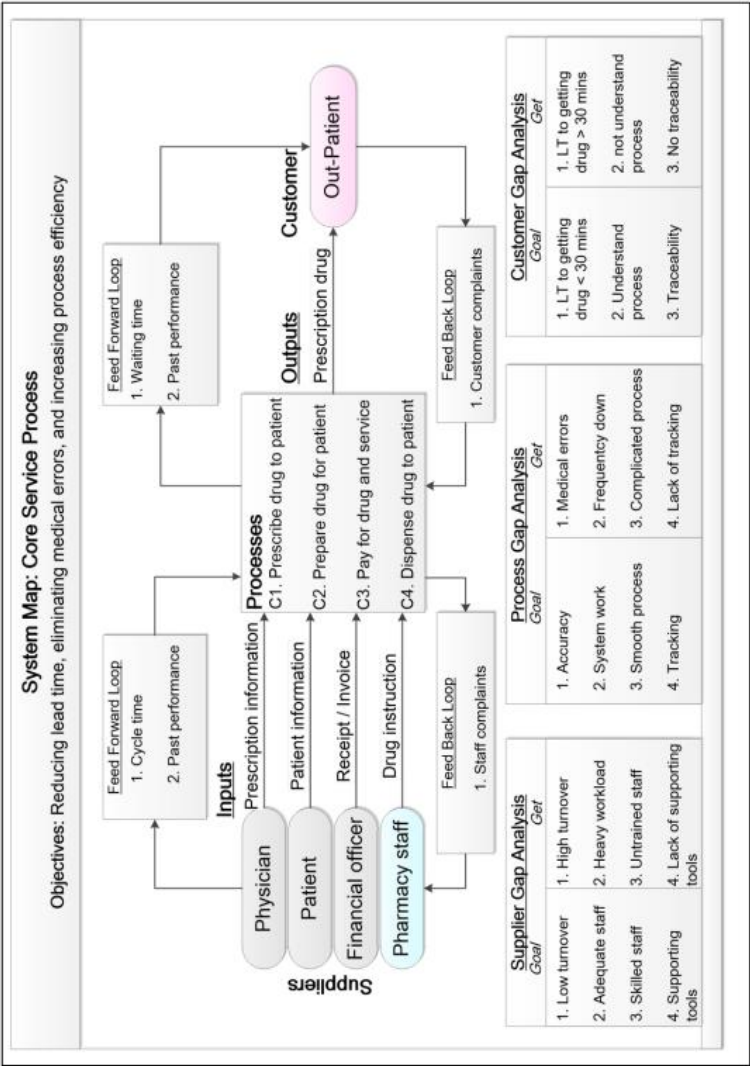 System Map: Core Service Process
Objectives: Reducing lead time, eliminating medical errors, and increasing process efficiency
Feed Forward Loop
1. Cycle time
2. Past performance
Feed Forward Loop
1. Waiting time
2. Past performance
Suppliers
Physician
Patient
Financial officer
Pharmacy staff
Inputs
Prescription information
Patient information
Receipt / Invoice
Drug instruction
Processes
C1. Prescribe drug to patient
C2. Prepare drug for patient
C3. Pay for drug and service
C4. Dispense drug to patient
Outputs
Prescription drug
Customer
Out-Patient
Feed Back Loop
1. Staff complaints
Feed Back Loop
1. Customer complaints
Supplier Gap Analysis
Goal
Get
1. Low turnover
2. Adequate staff
3. Skilled staff
4. Supporting
tools
1. High turnover
2. Heavy workload
3. Untrained staff
4. Lack of supporting
tools
Process Gap Analysis
Goal
Get
1. Accuracy
2. System work
3. Smooth process
4. Tracking
1. Medical errors
2. Frequentcy down
3. Complicated process
4. Lack of tracking
Customer Gap Analysis
Goal
Get
1. LT to getting
drug < 30 mins
2. Understand
process
3. Traceability
1. LT to getting
drug > 30 mins
2. not understand
process
3. No traceability